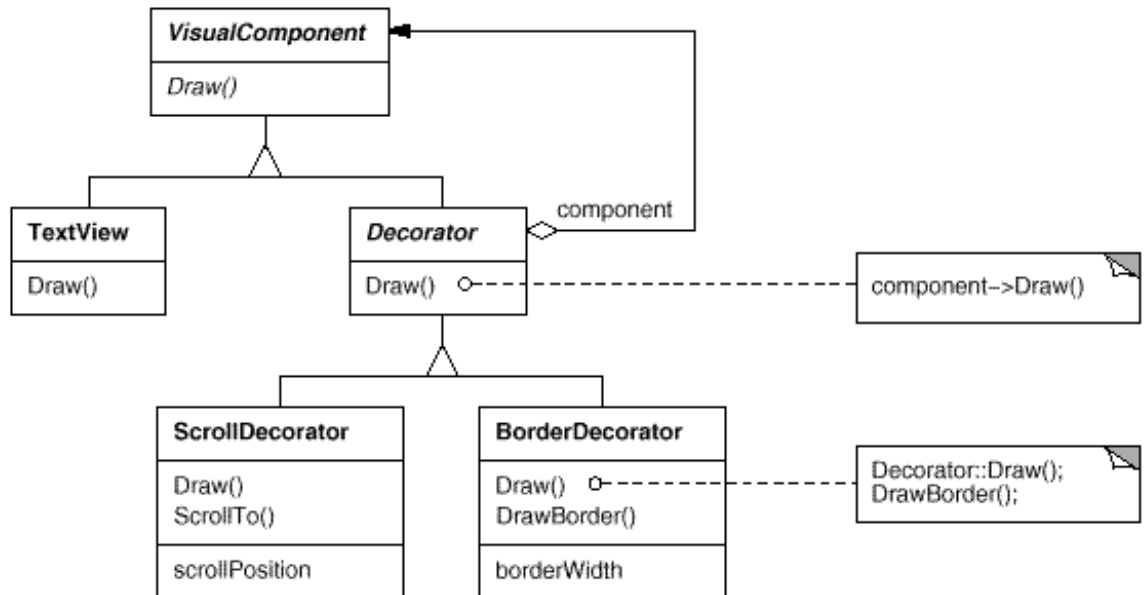 VisualComponent
Draw()
TextView
Draw()
Decorator
Draw()
component
component->Draw()
ScrollDecorator
Draw()
ScrollTo()
scrollPosition
BorderDecorator
Draw()
DrawBorder()
borderWidth
Decorator::Draw();
DrawBorder();